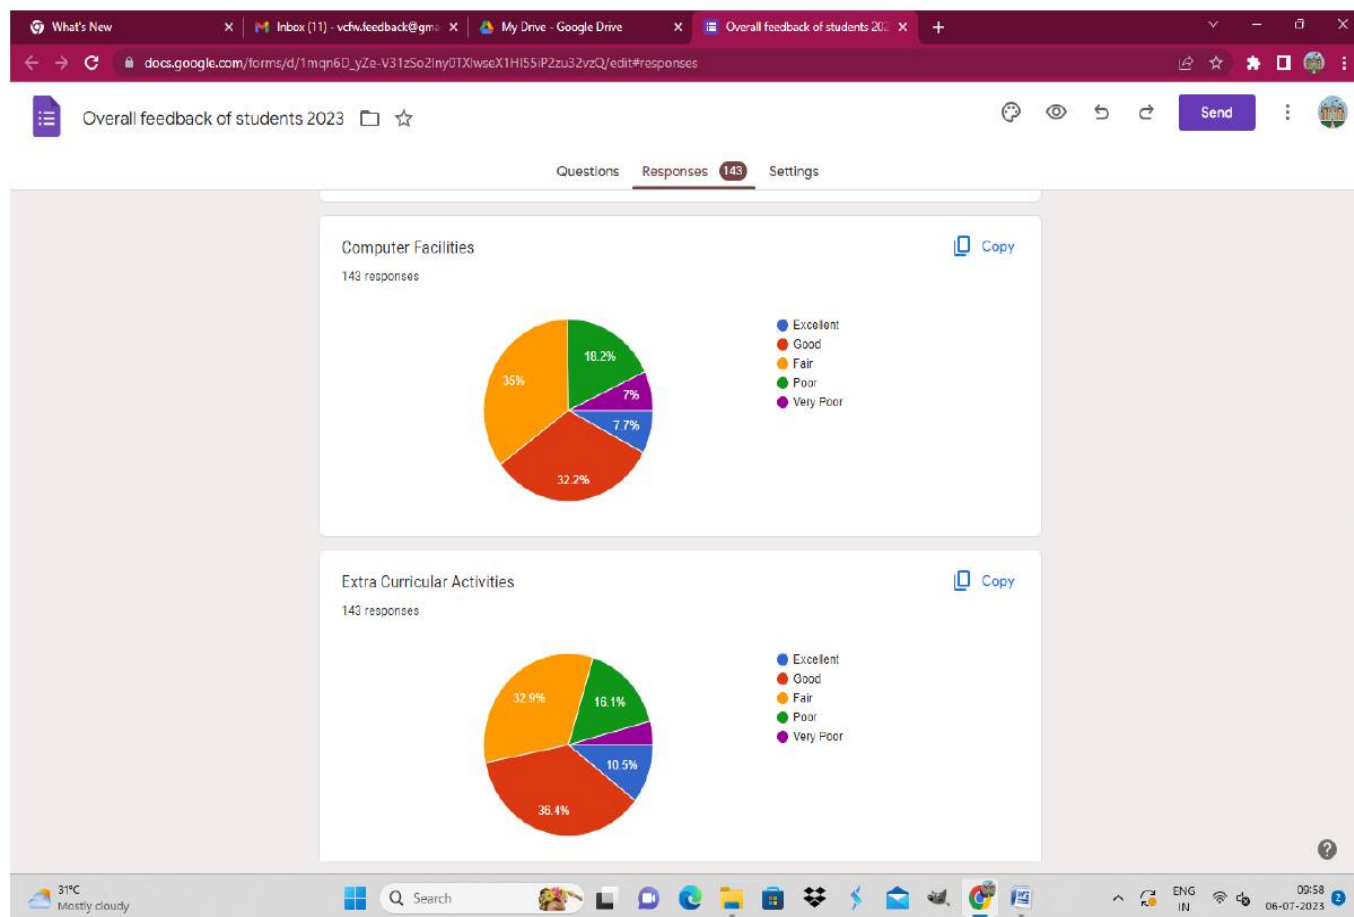 What's New
Inbox (11) - vcfw.feedback@gma
My Drive - Google Drive
Overall feedback of students 202
docs.google.com/forms/d/1mqn6D_yZe-V31zSo2Iny0TXlwseX1HI55iP2zu32vzQ/edit#responses
Overall feedback of students 2023
Send
Questions Responses 143 Settings
Computer Facilities
Copy
143 responses
Excellent
Good
Fair
Poor
Very Poor
18.2%
35%
7%
7.7%
32.2%
Extra Curricular Activities
Copy
143 responses
Excellent
Good
Fair
Poor
Very Poor
32.9%
16.1%
10.5%
36.4%
31°C
Mostly cloudy
Search
ENG
IN
09:58
06-07-2023
2